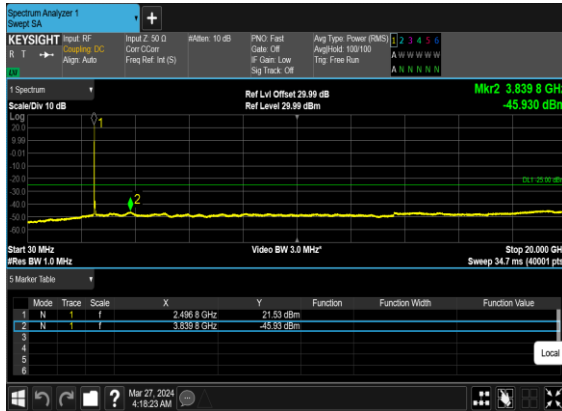 Spectrum Analyzer 1
Swept SA
+
KEYSIGHT Input: RF Input Z: 50 Ω #Atten: 10 dB PNO: Fast Avg Type: Power (RMS) 1 2 3 4 5 6
R T Coupling: DC Corr CCorr Gate: Off Avg|Hold: 100/100 A W W W W W
Align: Auto Freq Ref: Int (S) IF Gain: Low Trig: Free Run
Sig Track: Off A N N N N N
LXI
1 Spectrum
Scale/Div 10 dB
Ref Lvl Offset 29.99 dB
Ref Level 29.99 dBm
Mkr2 3.839 8 GHz
-45.930 dBm
Log
20.0
9.99
-0.01
-10.0
-20.0
-30.0
-40.0
-50.0
-60.0
1
2
DL1 -25.00 dB
Start 30 MHz Video BW 3.0 MHz* Stop 20.000 GH
#Res BW 1.0 MHz Sweep 34.7 ms (40001 pts
5 Marker Table
Mode Trace Scale X Y Function Function Width Function Value
1 N 1 f 2.496 8 GHz 21.53 dBm
2 N 1 f 3.839 8 GHz -45.93 dBm
3
4
5
6
Local
?
Mar 27, 2024
4:18:23 AM